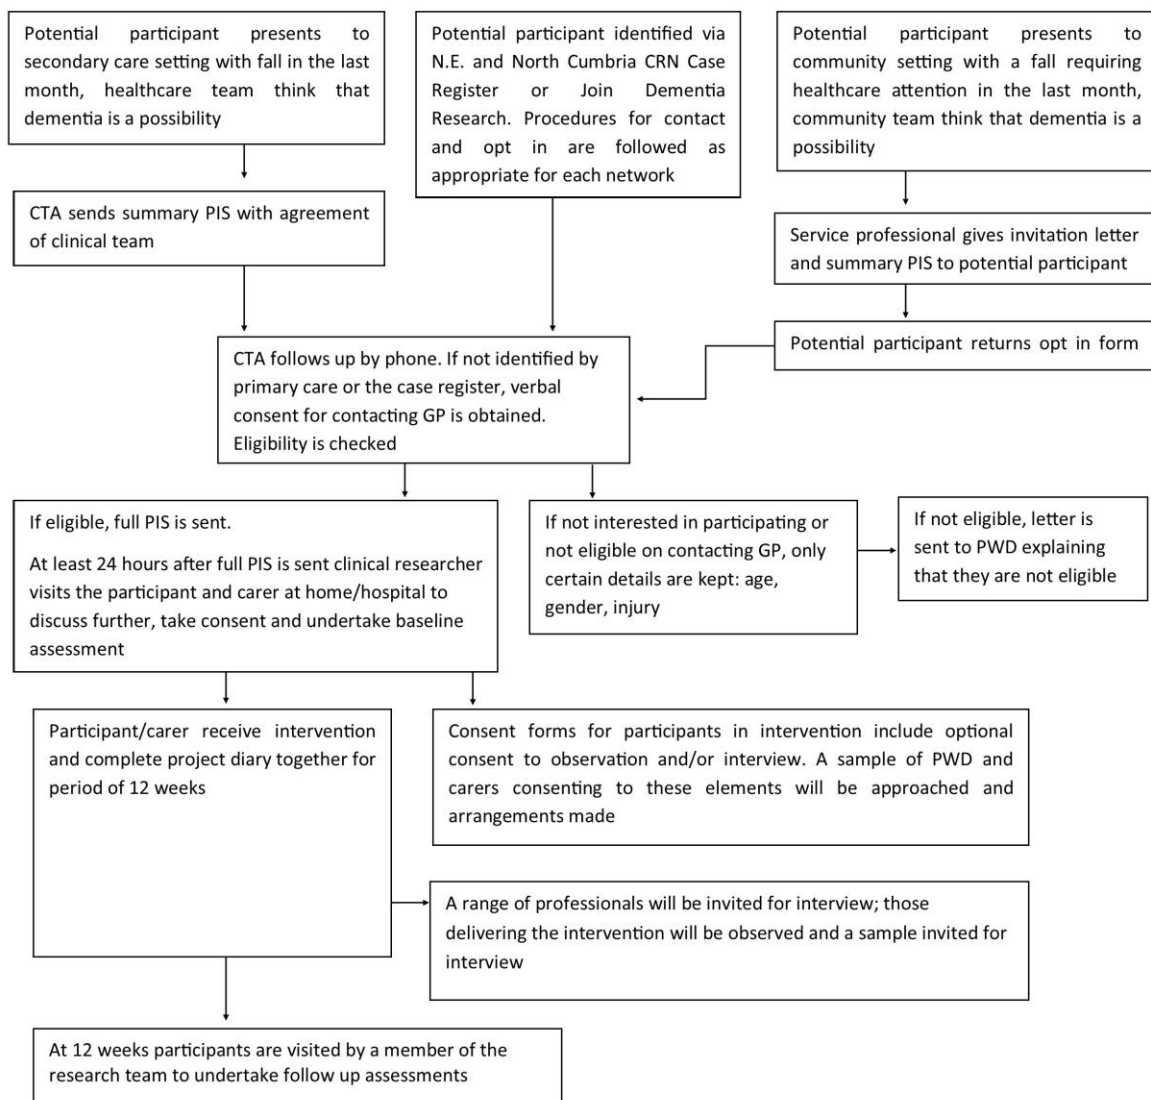 Potential participant presents to
secondary care setting with fall in the last
month, healthcare team think that
dementia is a possibility
Potential participant identified via
N.E. and North Cumbria CRN Case
Register or Join Dementia
Research. Procedures for contact
and opt in are followed as
appropriate for each network
Potential participant presents to
community setting with a fall requiring
healthcare attention in the last month,
community team think that dementia is a
possibility
CTA sends summary PIS with agreement
of clinical team
Service professional gives invitation letter
and summary PIS to potential participant
Potential participant returns opt in form
CTA follows up by phone. If not identified by
primary care or the case register, verbal
consent for contacting GP is obtained.
Eligibility is checked
If eligible, full PIS is sent.
At least 24 hours after full PIS is sent clinical researcher
visits the participant and carer at home/hospital to
discuss further, take consent and undertake baseline
assessment
If not interested in participating or
not eligible on contacting GP, only
certain details are kept: age,
gender, injury
If not eligible, letter is
sent to PWD explaining
that they are not eligible
Participant/carer receive intervention
and complete project diary together for
period of 12 weeks
Consent forms for participants in intervention include optional
consent to observation and/or interview. A sample of PWD and
carers consenting to these elements will be approached and
arrangements made
A range of professionals will be invited for interview; those
delivering the intervention will be observed and a sample invited for
interview
At 12 weeks participants are visited by a member of the
research team to undertake follow up assessments